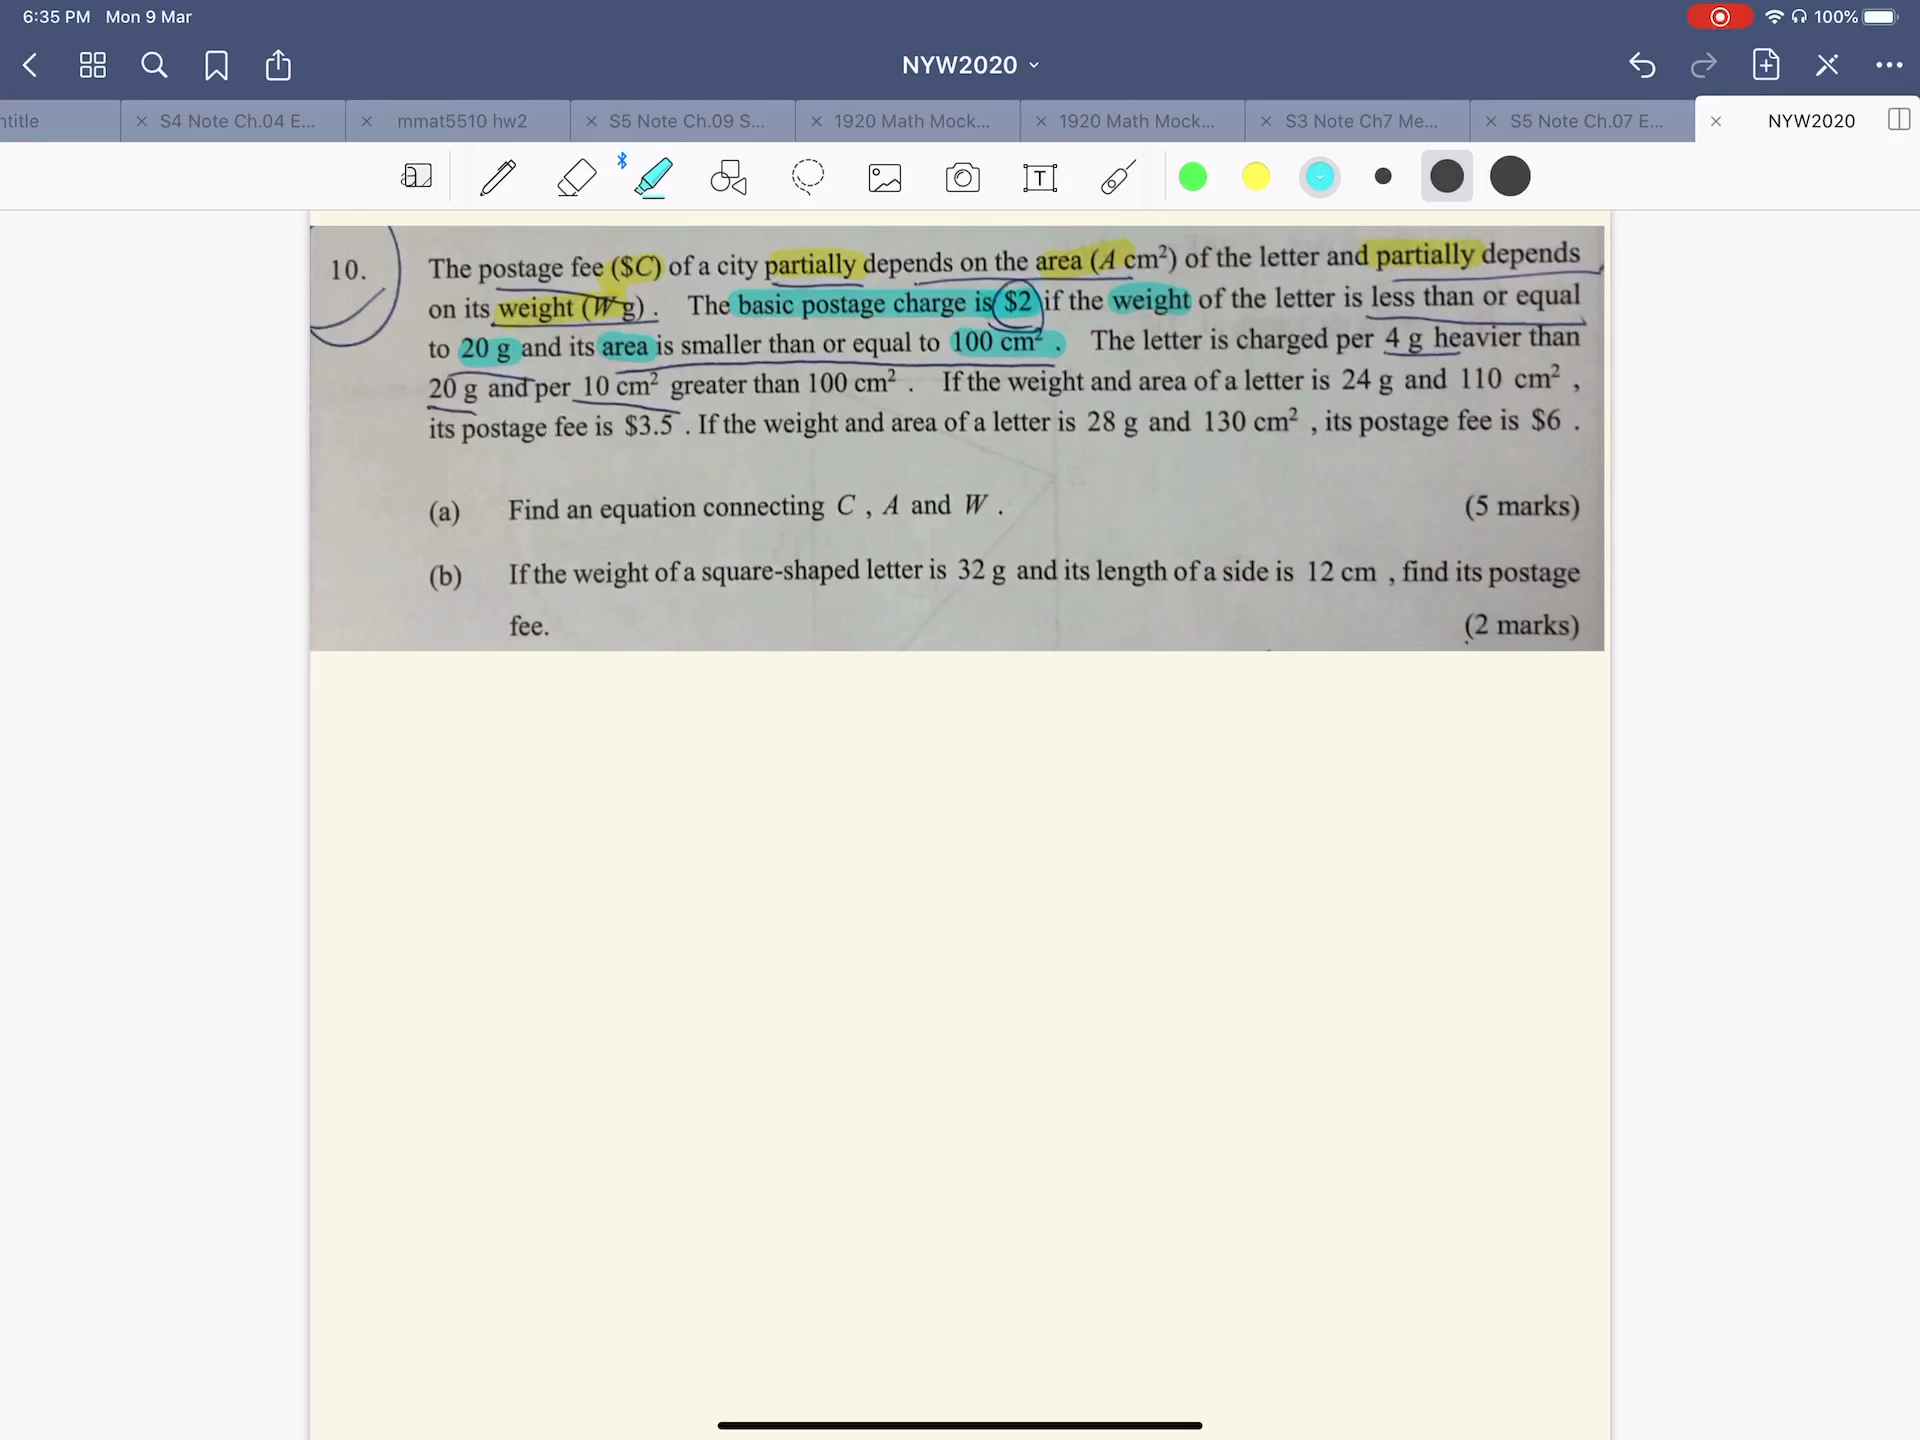 6:35 PM Mon 9 Mar
100%
NYW2020
ntitle
S4 Note Ch.04 E...
mmat5510 hw2
S5 Note Ch.09 S...
1920 Math Mock...
1920 Math Mock...
S3 Note Ch7 Me...
S5 Note Ch.07 E...
NYW2020
10. The postage fee ($C) of a city partially depends on the area (A cm²) of the letter and partially depends
on its weight (W g). The basic postage charge is $2 if the weight of the letter is less than or equal
to 20 g and its area is smaller than or equal to 100 cm². The letter is charged per 4 g heavier than
20 g and per 10 cm² greater than 100 cm². If the weight and area of a letter is 24 g and 110 cm²,
its postage fee is $3.5. If the weight and area of a letter is 28 g and 130 cm², its postage fee is $6.
(a) Find an equation connecting C, A and W. (5 marks)
(b) If the weight of a square-shaped letter is 32 g and its length of a side is 12 cm, find its postage
fee. (2 marks)